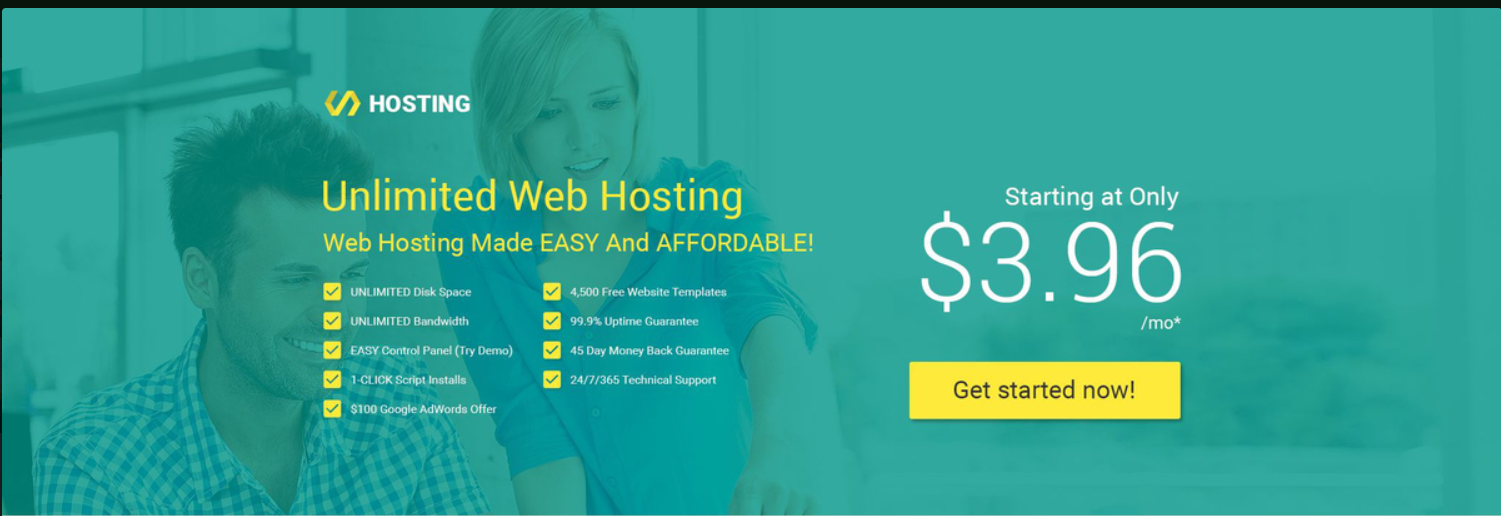 HOSTING
Unlimited Web Hosting
Web Hosting Made EASY And AFFORDABLE!
UNLIMITED Disk Space
UNLIMITED Bandwidth
EASY Control Panel (Try Demo)
1-CLICK Script Installs
$100 Google AdWords Offer
4,500 Free Website Templates
99.9% Uptime Guarantee
45 Day Money Back Guarantee
24/7/365 Technical Support
Starting at Only
$3.96
/mo*
Get started now!